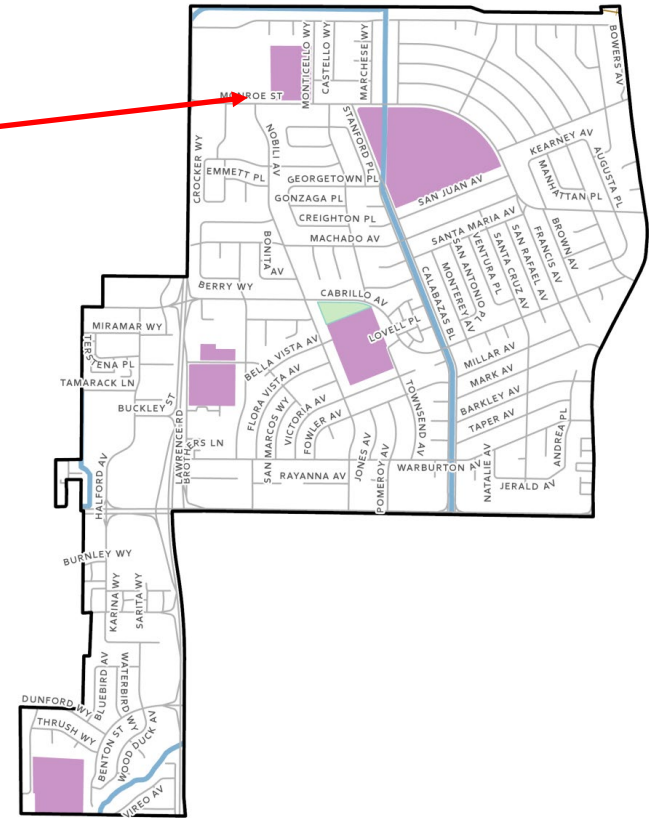 BOWERS AV
MONTICELLO WY
CASTELLO WY
MARCHESE WY
MONROE ST
STANFORD PL
NOBILI AV
CROCKER WY
KEARNEY AV
AUGUSTA PL
MANHATTAN PL
EMMETT PL
GEORGETOWN PL
SAN JUAN AV
GONZAGA PL
CREIGHTON PL
MACHADO AV
SANTA MARIA AV
BROWN AV
FRANCIS AV
SAN RAFAEL AV
SANTA CRUZ AV
VENTURA PL
SAN ANTONIO PL
MONTEREY AV
BONITA AV
CALABAZAS BL
BERRY WY
CABRILLO AV
LOVELL PL
MIRAMAR WY
TERS
ENA PL
TAMARACK LN
BELLA VISTA AV
MILLAR AV
MARK AV
FLORA VISTA AV
BARKLEY AV
TAPER AV
BUCKLEY ST
VICTORIA AV
SAN MARCOS WY
FOWLER AV
TOWNSEND AV
ANDREA PL
LAWRENCE RD
BROTHERS LN
JONES AV
POMEROY AV
WARBURTON AV
NATALIE AV
RAYANNA AV
JERALD AV
HALFORD AV
BURNLEY WY
KARINA WY
SARITA WY
BLUEBIRD AV
WATERBIRD WY
DUNFORD WY
THRUSH WY
BENTON ST
WOOD DUCK AV
VIREO AV